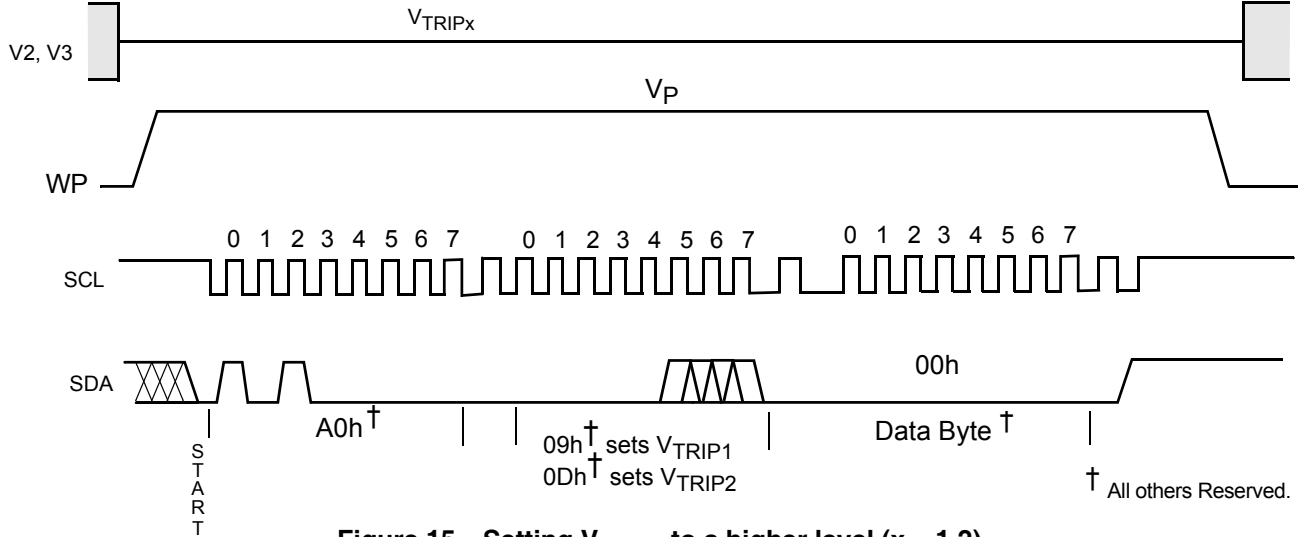 VTRIPx
V2, V3
VP
WP
0 1 2 3 4 5 6 7 0 1 2 3 4 5 6 7 0 1 2 3 4 5 6 7
SCL
00h
SDA
A0h†
09h† sets VTRIP1
0Dh† sets VTRIP2
Data Byte †
START
† All others Reserved.